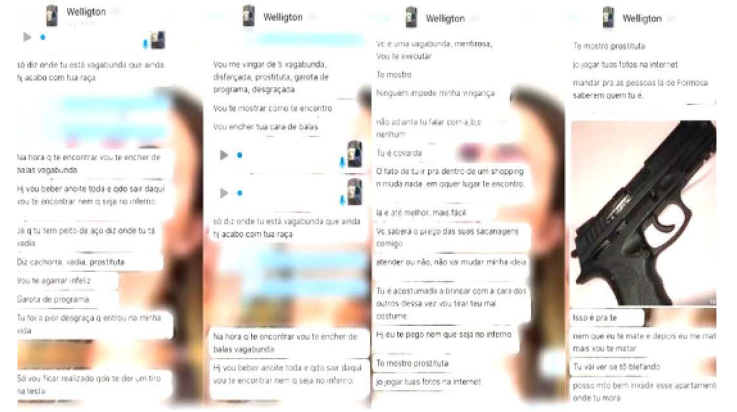 Welligton
só diz onde tu está vagabunda que ainda
hj acabo com tua raça
Na hora q te encontrar vou te encher de
balas vagabunda
Hj vou beber anoite toda e qdo sair daqui
vou te encontrar nem q seja no inferno
Já q tu tem peito de aço diz onde tu tá
vadia
Diz cachorra, vadia, prostituta
Vou te agarrar infeliz
Garota de programa
Tu foi a pior desgraça q entrou na minha
vida
Só vou ficar realizado qdo te der um tiro
na testa
Welligton
Vou me vingar de ti vagabunda,
disfarçada, prostituta, garota de
programa, desgraçada
Vou te mostrar como te encontro
Vou encher tua cara de balas
só diz onde tu está vagabunda que ainda
hj acabo com tua raça
Na hora q te encontrar vou te encher de
balas vagabunda
Hj vou beber anoite toda e qdo sair daqui
vou te encontrar nem q seja no inferno.
Welligton
Vc é uma vagabunda, mentirosa,
Vou te executar
Te mostro
Ninguém impede minha vingança
não adianta tu falar com a,b,c
nenhum
Tu é covarda
O fato de tu ir pra dentro de um shopping
n muda nada ,em qquer lugar te encontro.
la é até melhor, mais fácil
Vc saberá o preço das suas sacanagens
comigo
atender ou não, não vai mudar minha ideia
Tu é acostumada a brincar com a cara dos
outros dessa vez vou tirar teu mal
costume.
Hj eu te pego nem que seja no inferno
Te mostro prostituta
jo jogar tuas fotos na internet
Welligton
Te mostro prostituta
jo jogar tuas fotos na internet
mandar pra as pessoas lá de Formosa
saberem quem tu é.
Isso é pra te
nem que eu te mate e depois eu me mat
mais vou te matar
Tu vai ver se tô blefando
posso mto bem invadir esse apartament
onde tu mora